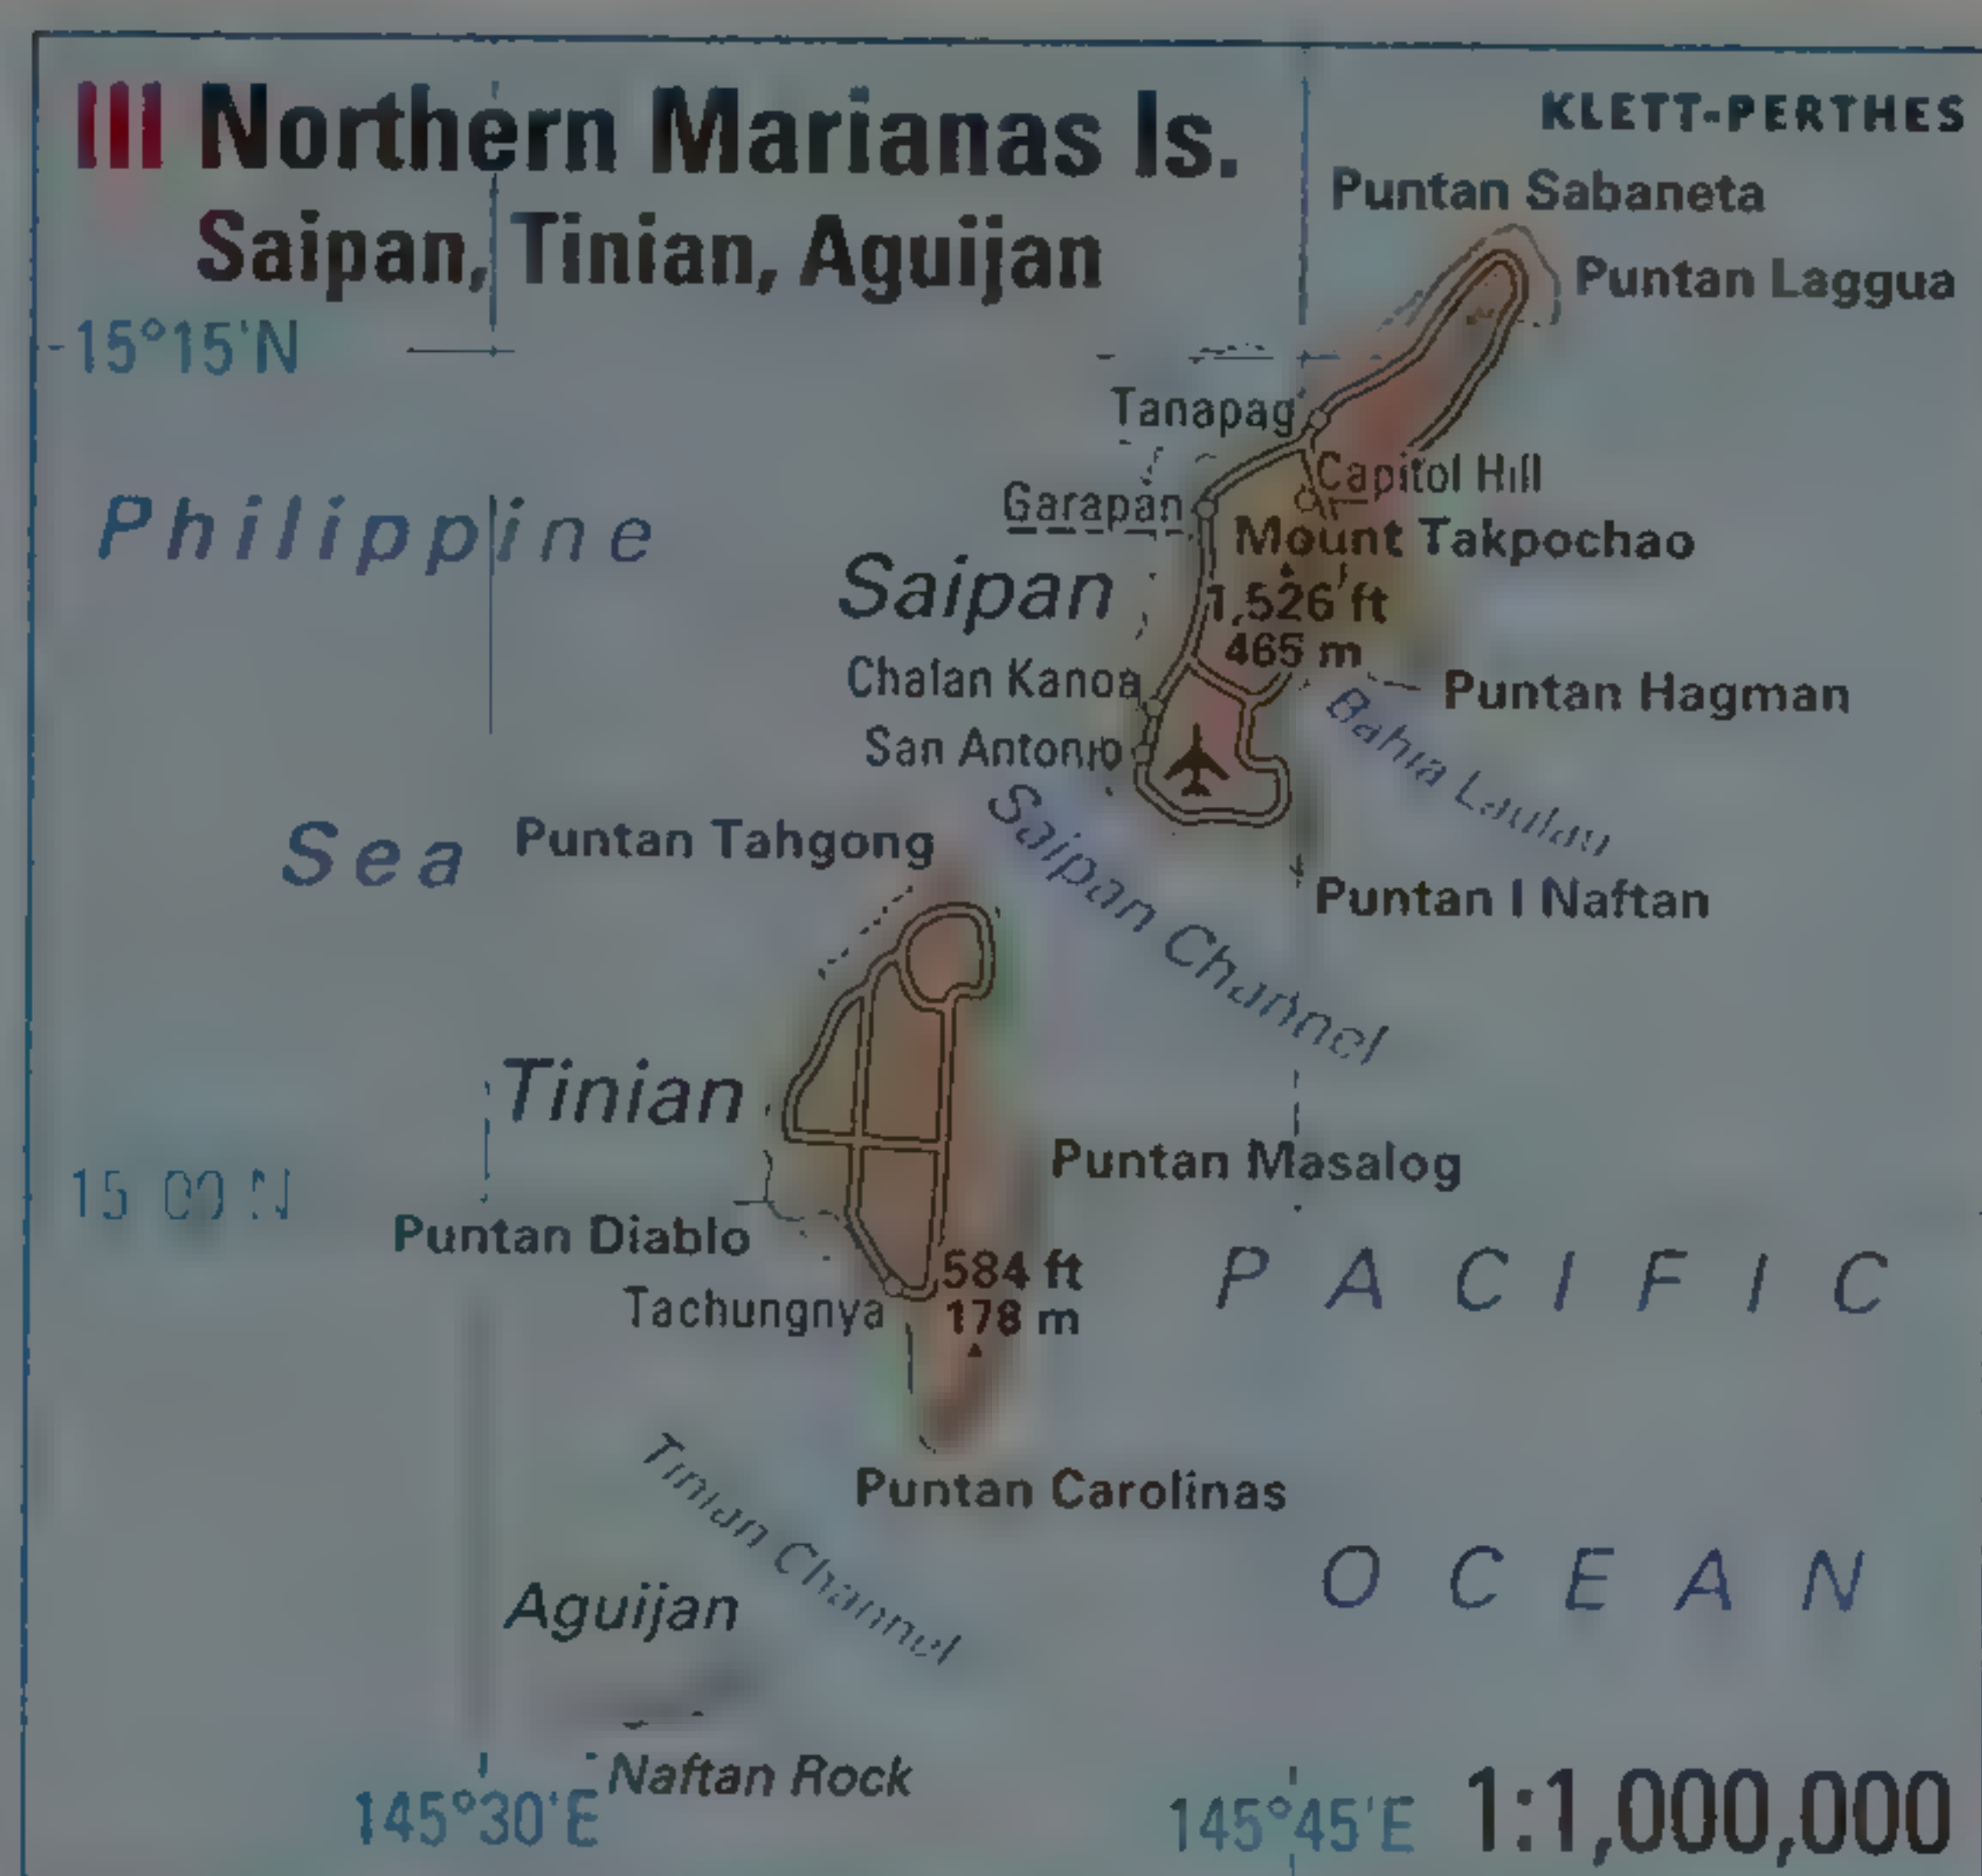 III Northern Marianas Is.
Saipan, Tinian, Aguijan
KLETT-PERTHES
Puntan Sabaneta
Puntan Laggua
15°15'N
Tanapag
Capitol Hill
Garapan
Mount Takpochao
Philippine
Saipan
1,526 ft
465 m
Chalan Kanoa
Puntan Hagman
San Antonio
Bahia Laulau
Sea
Puntan Tahgong
Saipan Channel
Puntan I Naftan
Tinian
Puntan Masalog
15 00 N
Puntan Diablo
584 ft
178 m
Tachungnya
PACIFIC
Tinian Channel
Puntan Carolinas
OCEAN
Aguijan
Naftan Rock
145°30'E
145°45'E
1:1,000,000